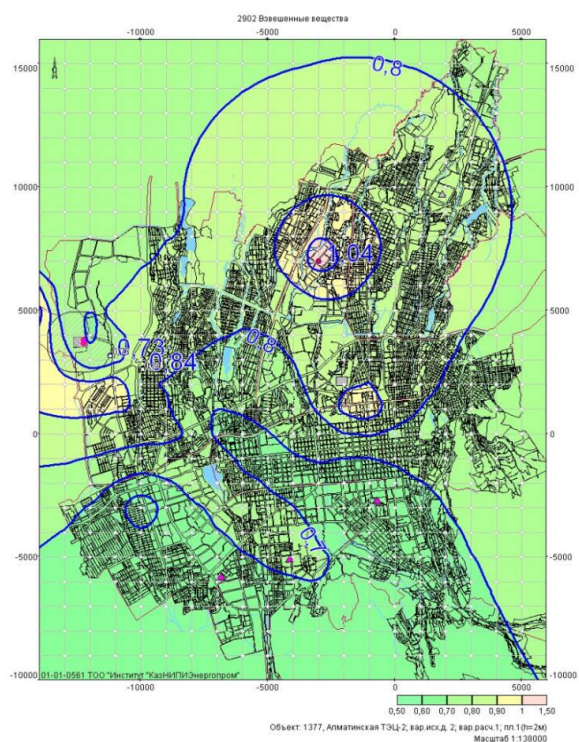 2902 Взвешенные вещества
-10000 -5000 0 5000
15000 15000
0,8
10000 10000
1,04
5000 5000
0,73
0,84
0,8
0 0
0,7
-5000 -5000
-10000 -10000
01-01-0561 ТОО "Институт "КазНИПИЭнергопром"
-10000 -5000 0 5000
0,50 0,60 0,70 0,80 0,90 1 1,50
Объект: 1377, Алматинская ТЭЦ-2; вар.исх.д. 2; вар.расч.1; пл.1(h=2м)
Масштаб 1:138000